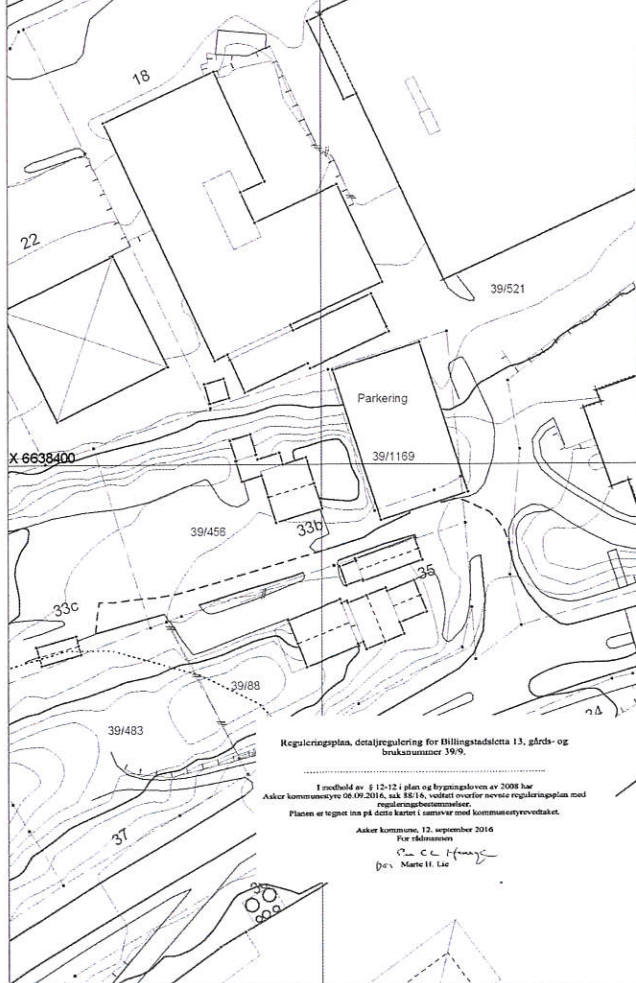 18
22
39/521
Parkering
X 6638400
39/1169
39/456
33b
35
33c
39/88
39/483
24
Reguleringsplan, detaljregulering for Billingstadsletta 13, gårds- og
bruksnummer 39/9.
I medhold av § 12-12 i plan og bygningsloven av 2008 har
Asker kommunestyre 06.09.2016, sak 88/16, vedtatt overfor nevnte reguleringsplan med
reguleringsbestemmelser.
Planen er tegnet inn på dette kartet i samsvar med kommunestyrevedtaket.
Asker kommune, 12. september 2016
For rådmannen
Marte H. Lie
37